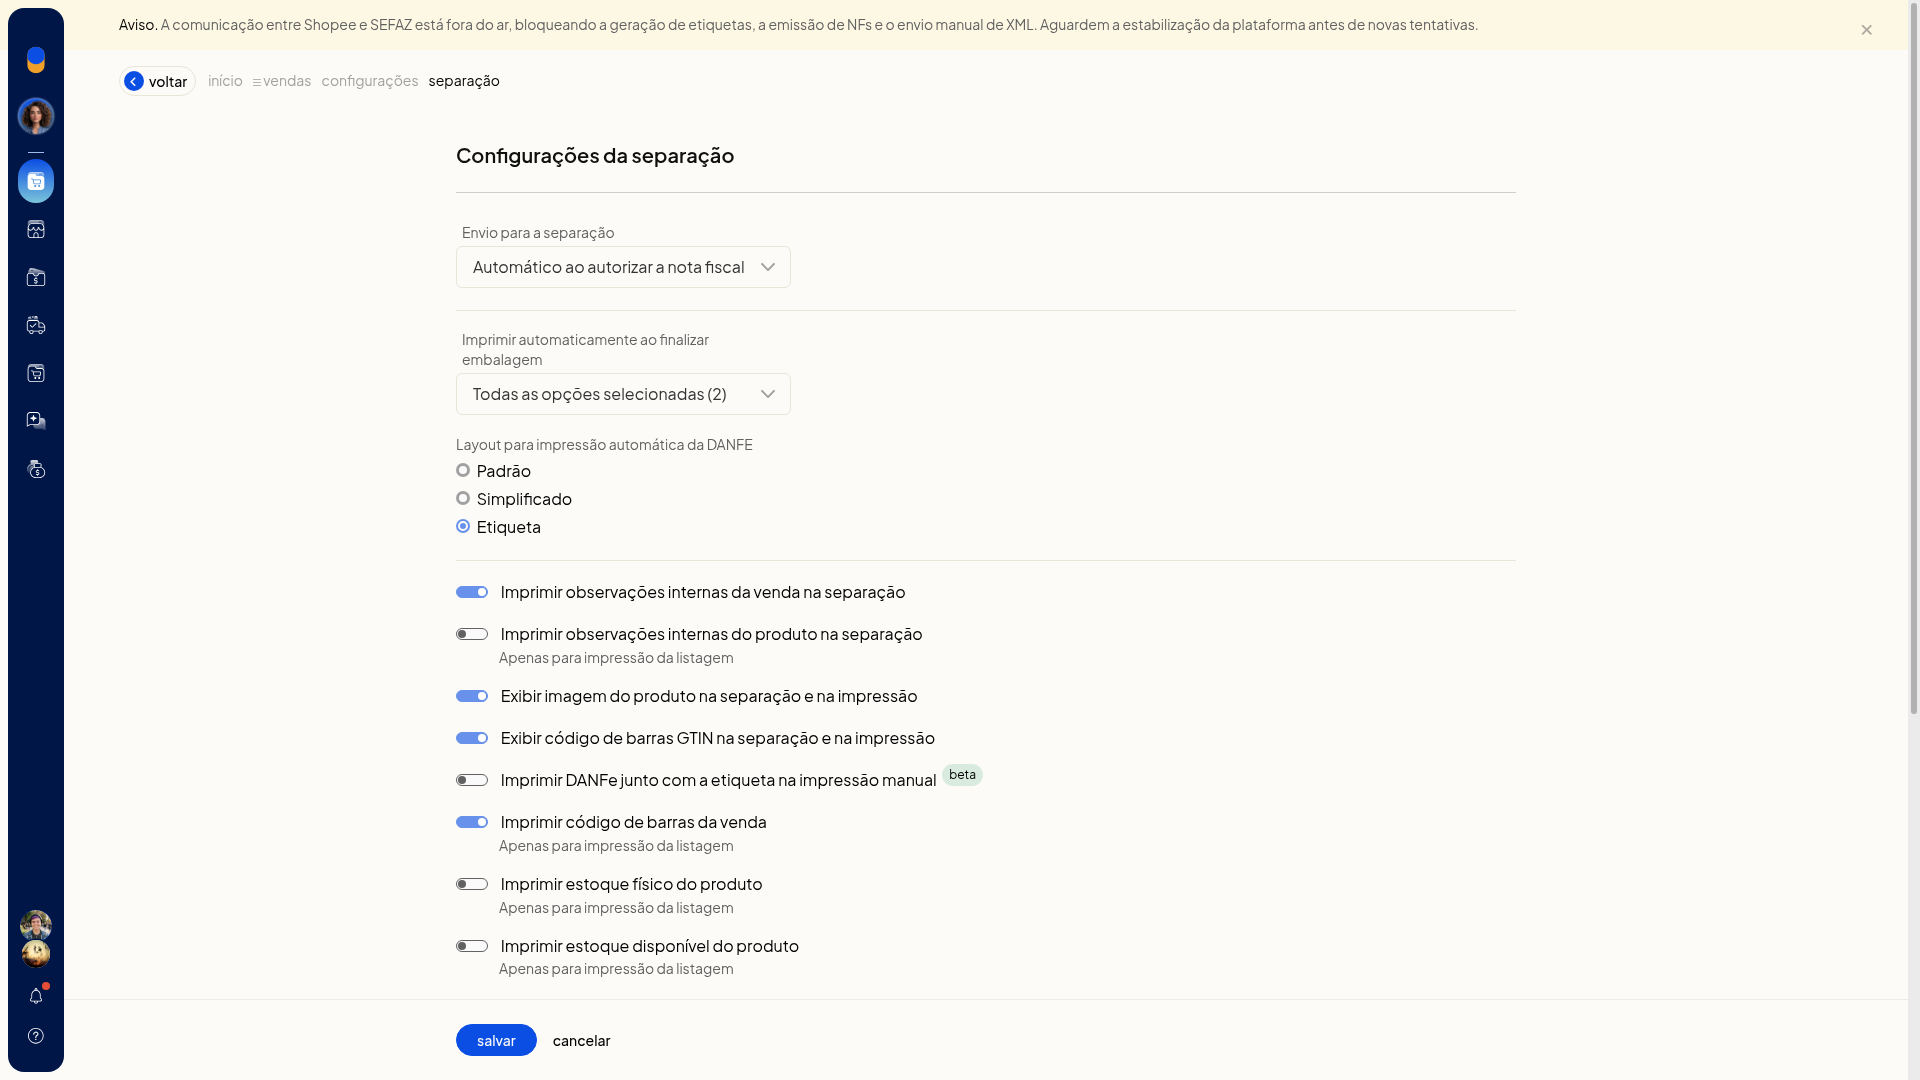 Aviso. A comunicação entre Shopee e SEFAZ está fora do ar, bloqueando a geração de etiquetas, a emissão de NFs e o envio manual de XML. Aguardem a estabilização da plataforma antes de novas tentativas.
voltar início vendas configurações separação
Configurações da separação
Envio para a separação
Automático ao autorizar a nota fiscal
Imprimir automaticamente ao finalizar
embalagem
Todas as opções selecionadas (2)
Layout para impressão automática da DANFE
Padrão
Simplificado
Etiqueta
Imprimir observações internas da venda na separação
Imprimir observações internas do produto na separação
Apenas para impressão da listagem
Exibir imagem do produto na separação e na impressão
Exibir código de barras GTIN na separação e na impressão
Imprimir DANFe junto com a etiqueta na impressão manual beta
Imprimir código de barras da venda
Apenas para impressão da listagem
Imprimir estoque físico do produto
Apenas para impressão da listagem
Imprimir estoque disponível do produto
Apenas para impressão da listagem
salvar cancelar